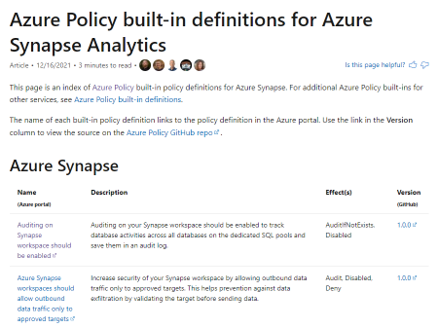 Azure Policy built-in definitions for Azure
Synapse Analytics
Article • 12/16/2021 • 3 minutes to read •
Is this page helpful?
This page is an index of Azure Policy built-in policy definitions for Azure Synapse. For additional Azure Policy built-ins for
other services, see Azure Policy built-in definitions.
The name of each built-in policy definition links to the policy definition in the Azure portal. Use the link in the Version
column to view the source on the Azure Policy GitHub repo.
Azure Synapse
Name Description Effect(s) Version
(Azure portal) (GitHub)
Auditing on Auditing on your Synapse workspace should be enabled to track AuditIfNotExists, 1.0.0
Synapse database activities across all databases on the dedicated SQL pools and Disabled
workspace should save them in an audit log.
be enabled
Azure Synapse Increase security of your Synapse workspace by allowing outbound Audit, Disabled, 1.0.0
workspaces should data traffic only to approved targets. This helps prevention against data Deny
allow outbound exfiltration by validating the target before sending data.
data traffic only to
approved targets